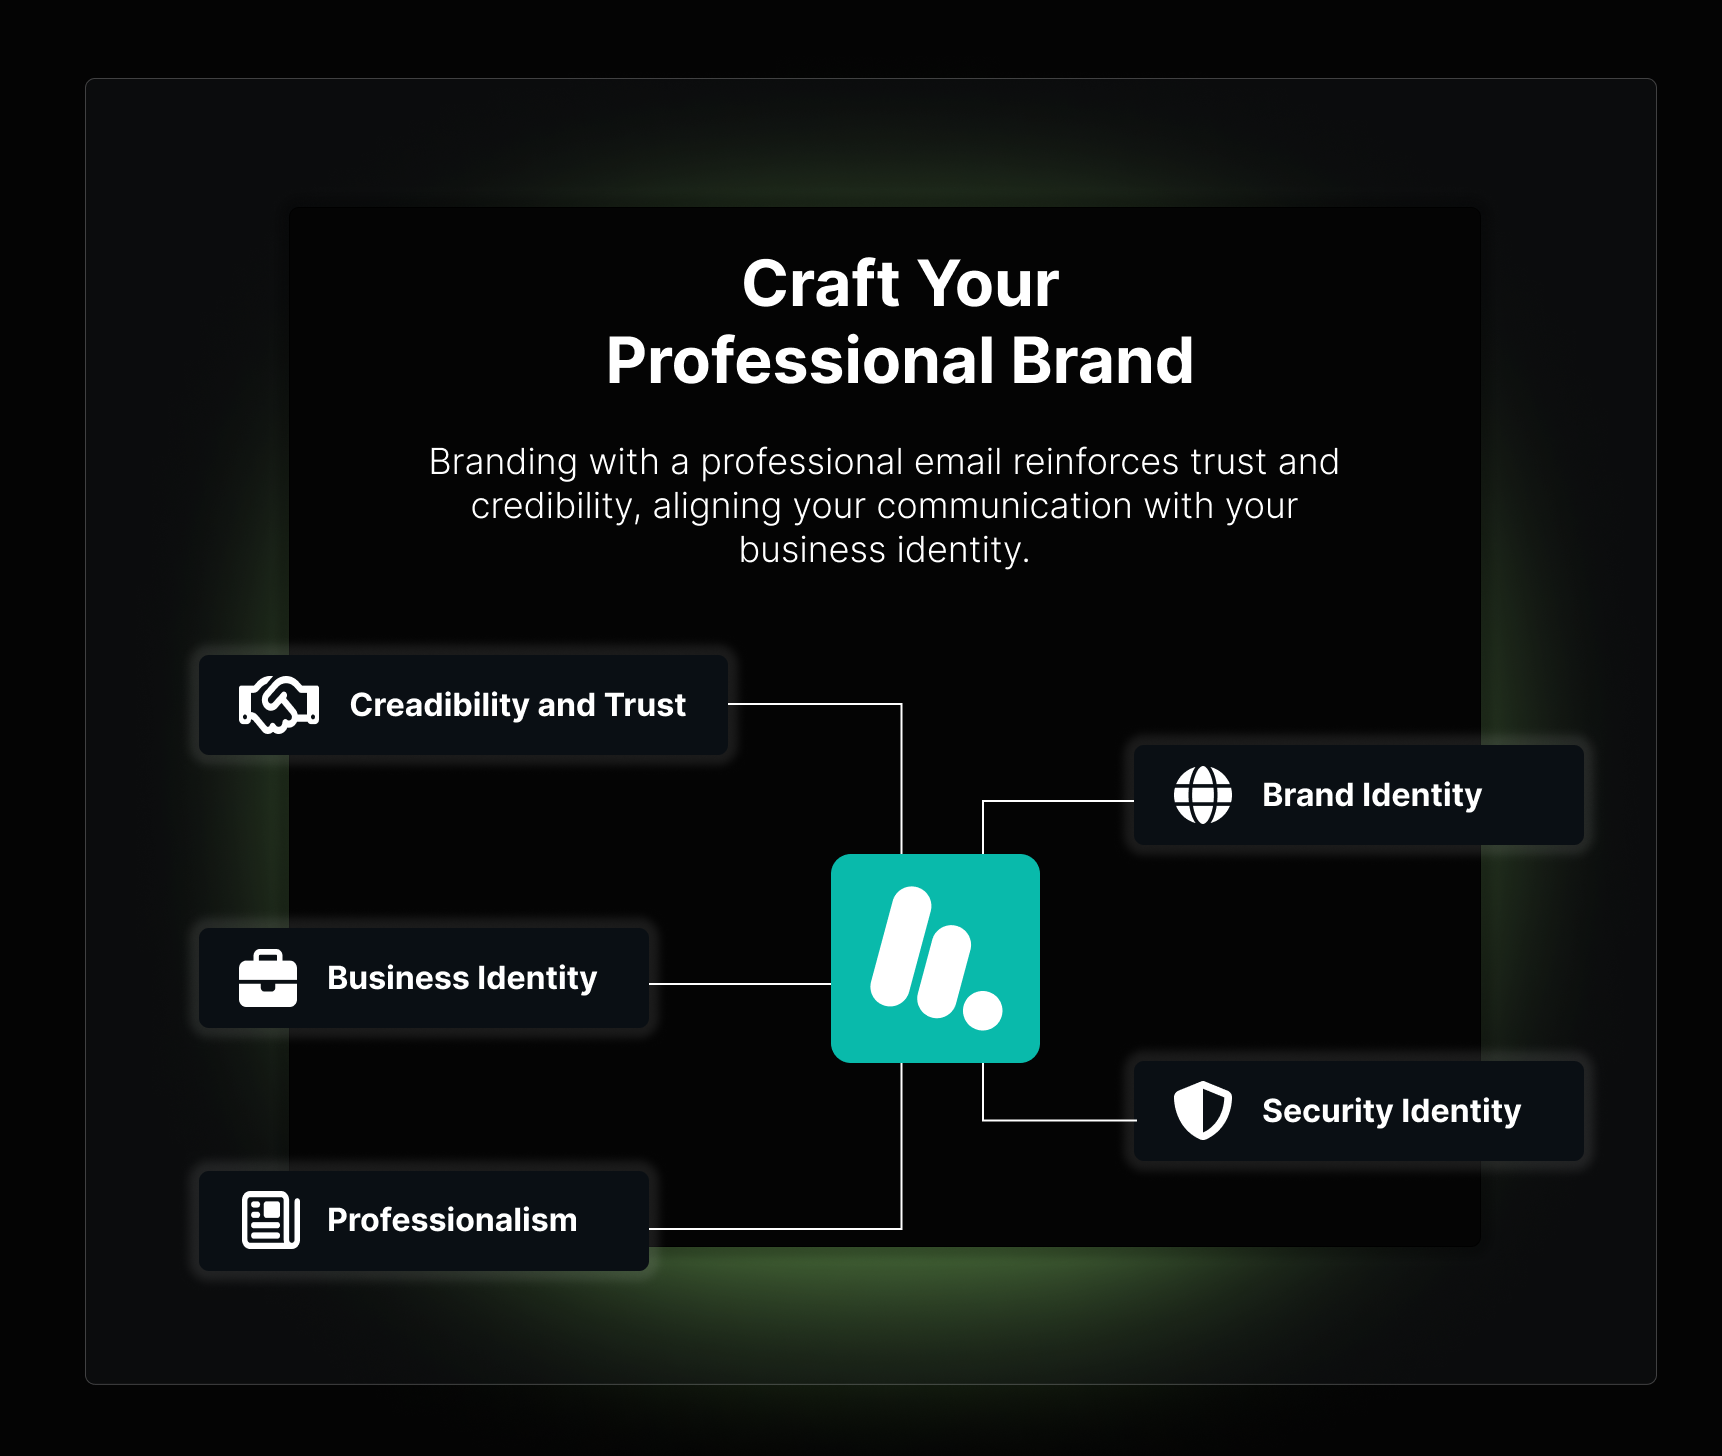 Craft Your
Professional Brand
Branding with a professional email reinforces trust and
credibility, aligning your communication with your
business identity.
Creadibility and Trust
Brand Identity
Business Identity
Security Identity
Professionalism